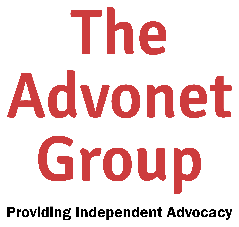 The
Advonet
Group
Providing Independent Advocacy